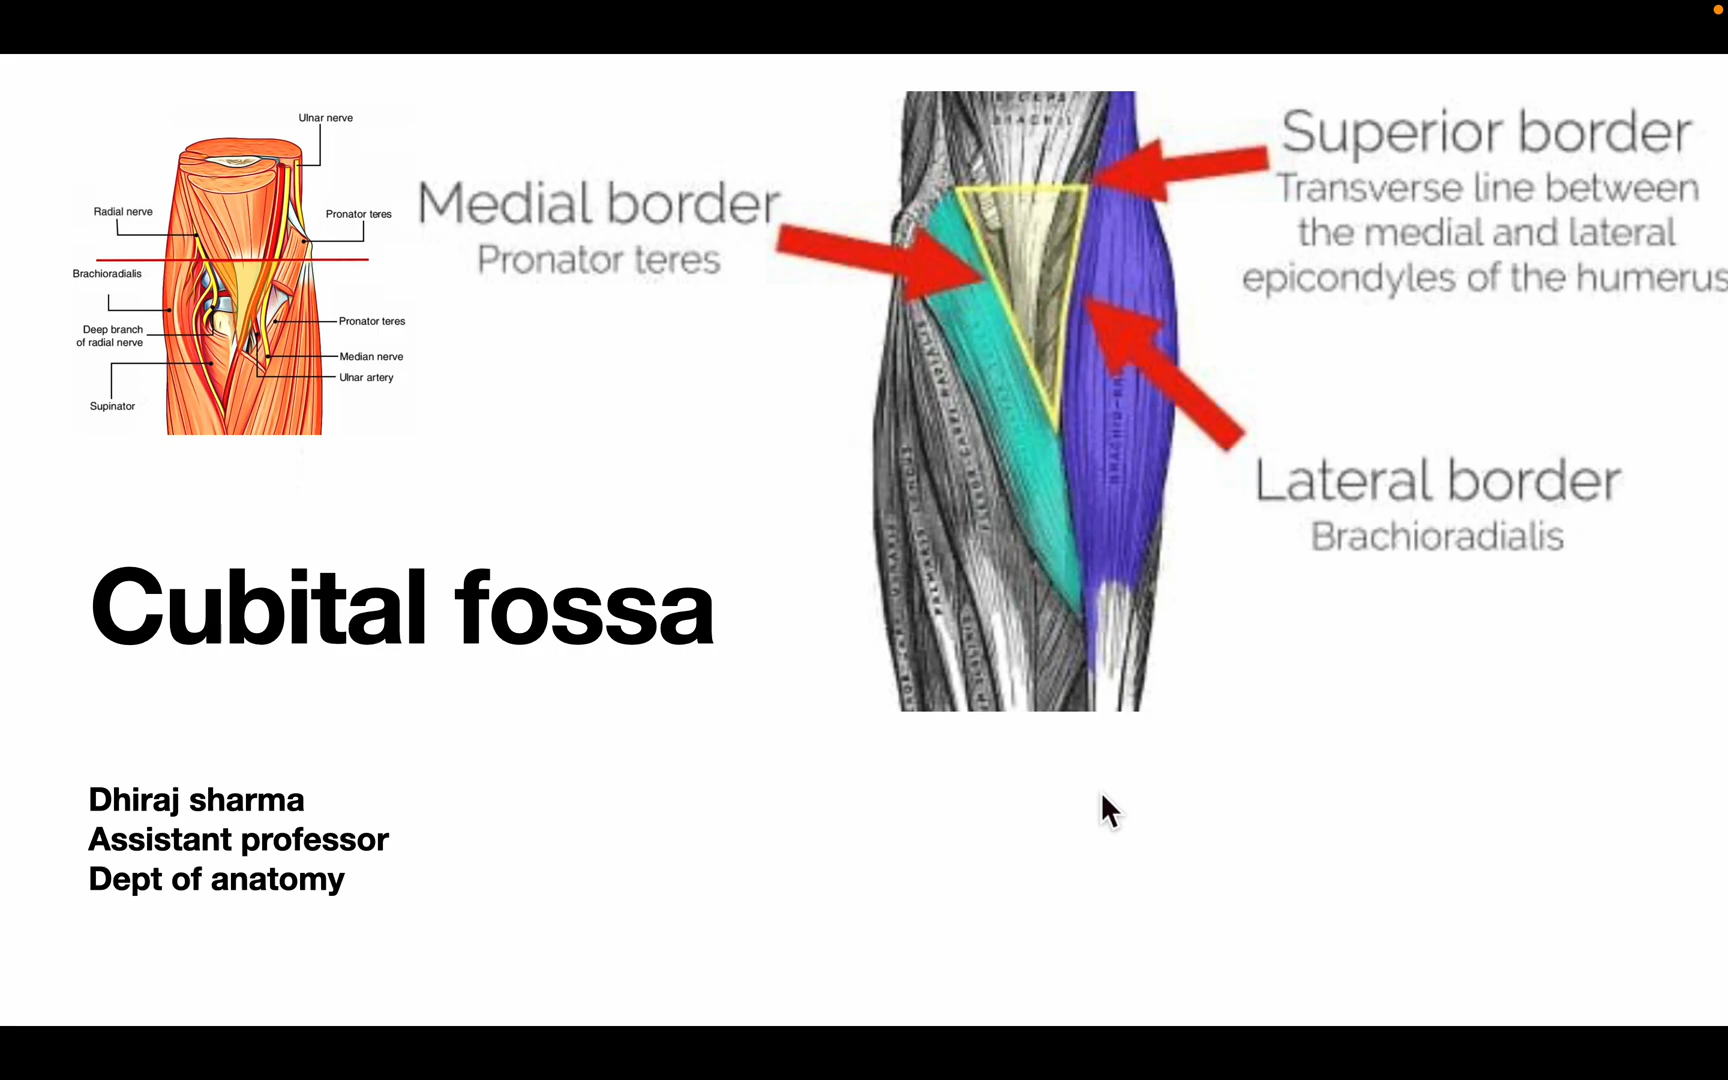 Ulnar nerve
Radial nerve
Pronator teres
Brachioradialis
Deep branch
of radial nerve
Pronator teres
Median nerve
Ulnar artery
Supinator
Medial border
Pronator teres
Superior border
Transverse line between
the medial and lateral
epicondyles of the humerus
Lateral border
Brachioradialis
Cubital fossa
Dhiraj sharma
Assistant professor
Dept of anatomy